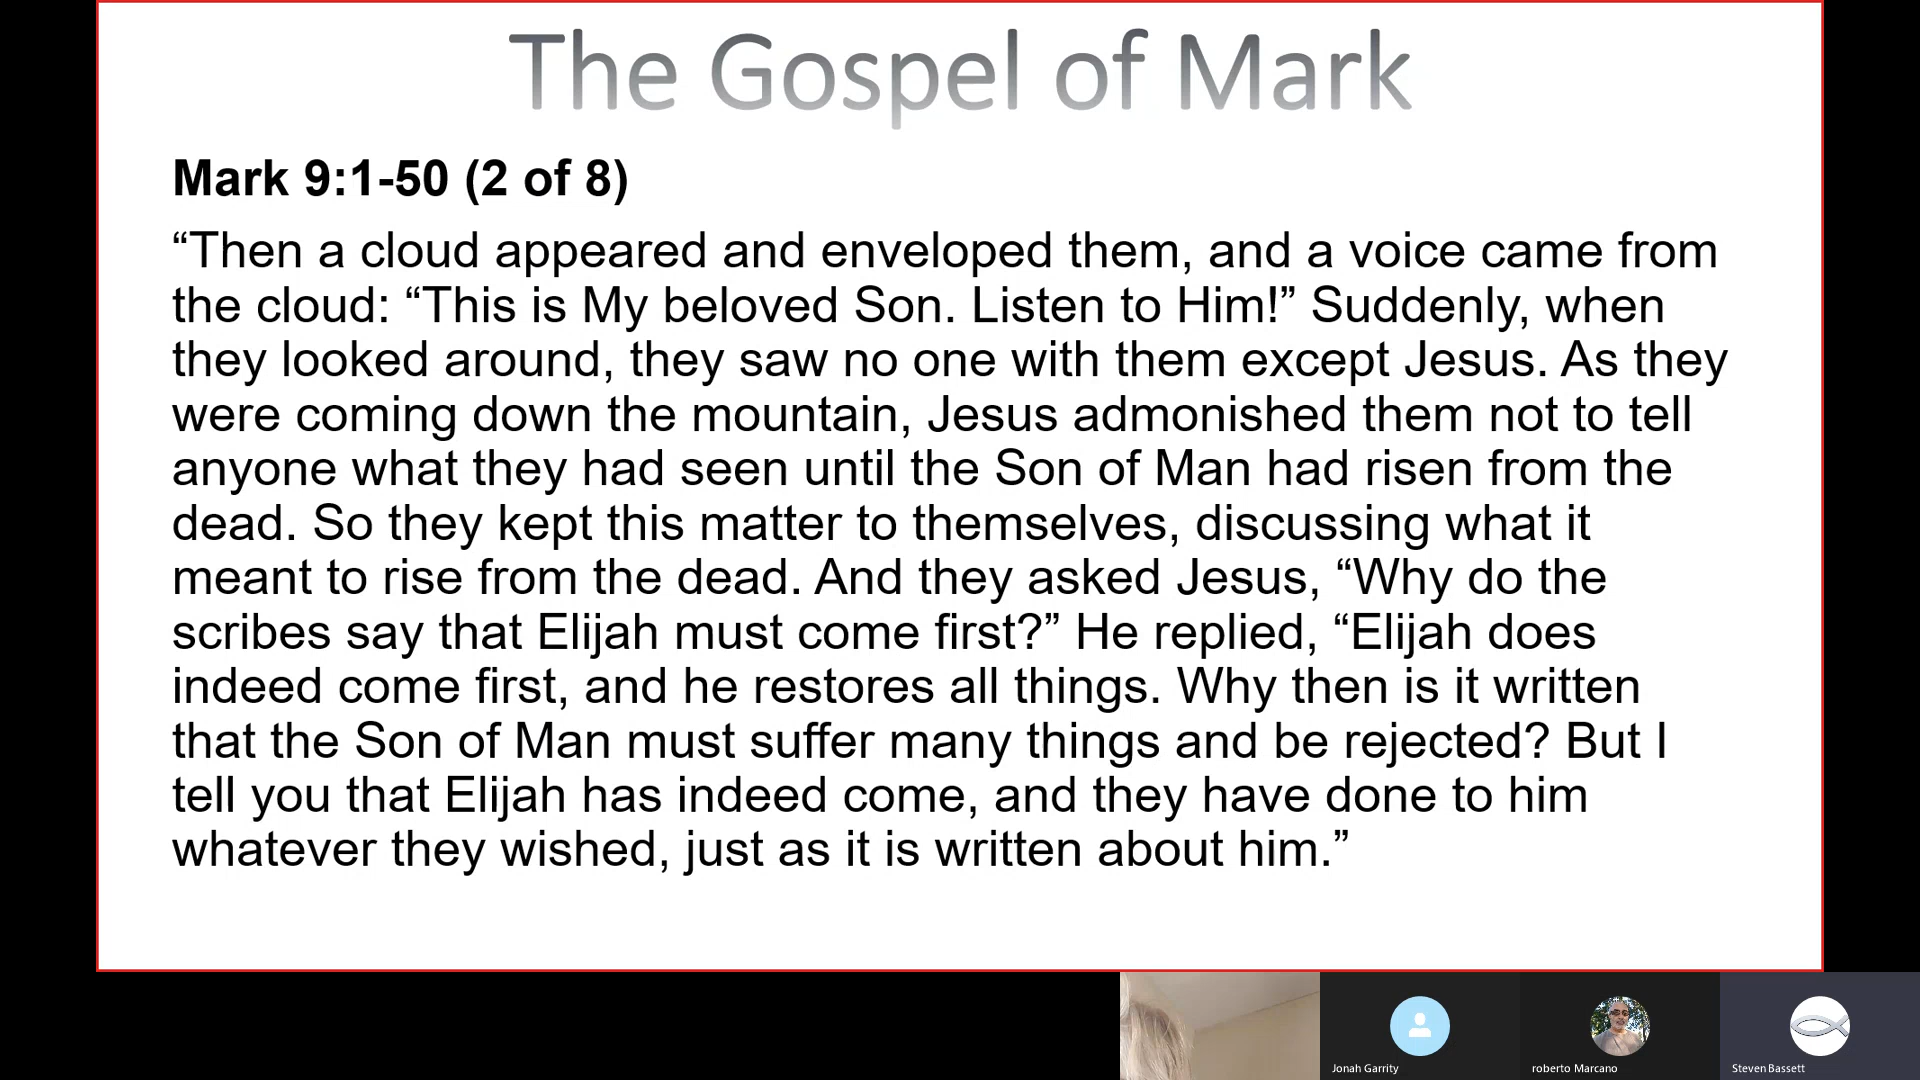 The Gospel of Mark
Mark 9:1-50 (2 of 8)
“Then a cloud appeared and enveloped them, and a voice came from
the cloud: “This is My beloved Son. Listen to Him!” Suddenly, when
they looked around, they saw no one with them except Jesus. As they
were coming down the mountain, Jesus admonished them not to tell
anyone what they had seen until the Son of Man had risen from the
dead. So they kept this matter to themselves, discussing what it
meant to rise from the dead. And they asked Jesus, “Why do the
scribes say that Elijah must come first?” He replied, “Elijah does
indeed come first, and he restores all things. Why then is it written
that the Son of Man must suffer many things and be rejected? But I
tell you that Elijah has indeed come, and they have done to him
whatever they wished, just as it is written about him.”
Jonah Garrity
roberto Marcano
Steven Bassett